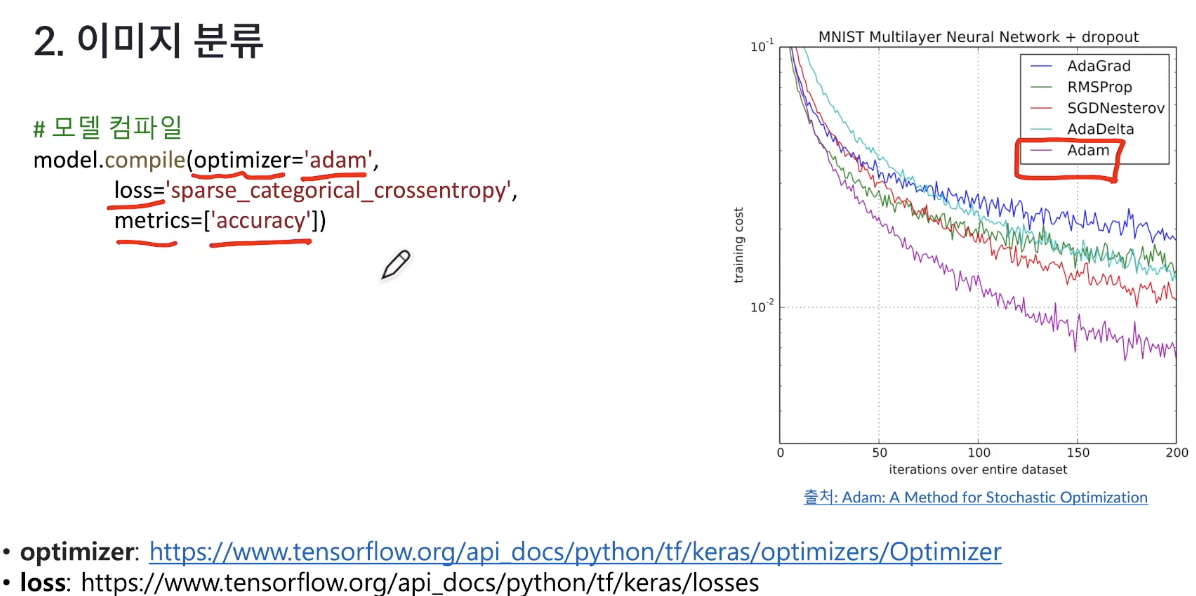 2. 이미지 분류
# 모델 컴파일
model.compile(optimizer='adam',
loss='sparse_categorical_crossentropy',
metrics=['accuracy'])
MNIST Multilayer Neural Network + dropout
10-1
AdaGrad
RMSProp
SGDNesterov
AdaDelta
Adam
training cost
10-2
0 50 100 150 200
iterations over entire dataset
출처: Adam: A Method for Stochastic Optimization
• optimizer: https://www.tensorflow.org/api_docs/python/tf/keras/optimizers/Optimizer
• loss: https://www.tensorflow.org/api_docs/python/tf/keras/losses